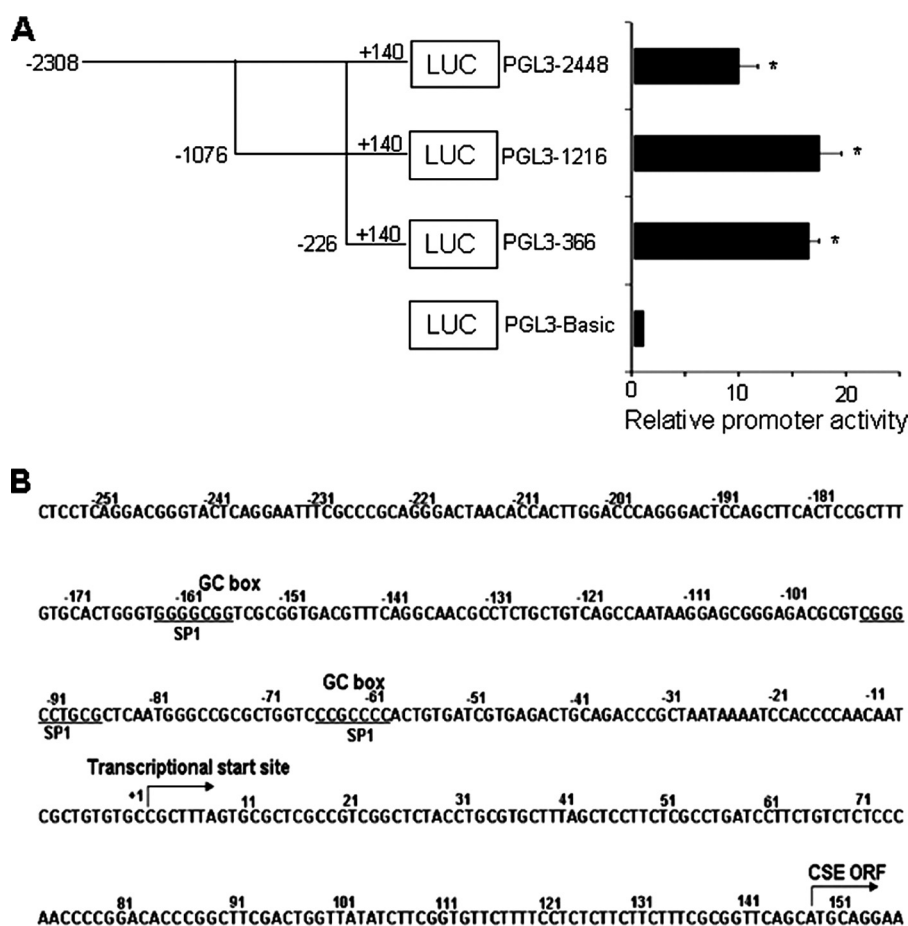 A
-2308
+140
LUC
PGL3-2448
*
-1076
+140
LUC
PGL3-1216
*
-226
+140
LUC
PGL3-366
*
LUC
PGL3-Basic
0 10 20
Relative promoter activity
B
-251 -241 -231 -221 -211 -201 -191 -181
CTCCTCAGGACGGGTACTCAGGAATTTCGCCCGCAGGGACTAACACCACTTGGACCCAGGGACTCCAGCTTCACTCCGCTTT
GC box
-171 -161 -151 -141 -131 -121 -111 -101
GTGCACTGGGTGGGGCGGTCGCGGTGACGTTTCAGGCAACGCCTCTGCTGTCAGCCAATAAGGAGCGGGAGACGCGTCGGG
SP1
GC box
-91 -81 -71 -61 -51 -41 -31 -21 -11
CCTGCGCTCAATGGGCCGCGCTGGTCCCGCCCCACTGTGATCGTGAGACTGCAGACCCGCTAATAAAATCCACCCCAACAAT
SP1 SP1
Transcriptional start site
+1 11 21 31 41 51 61 71
CGCTGTGTGCCGCTTTAGTGCGCTCGCCGTCGGCTCTACCTGCGTGCTTTAGCTCCTTCTCGCCTGATCCTTCTGTCTCTCCC
CSE ORF
81 91 101 111 121 131 141 151
AACCCCGGACACCCGGCTTCGACTGGTTATATCTTCGGTGTTCTTTTCCTCTCTTCTTCTTTCGCGGTTCAGCATGCAGGAA